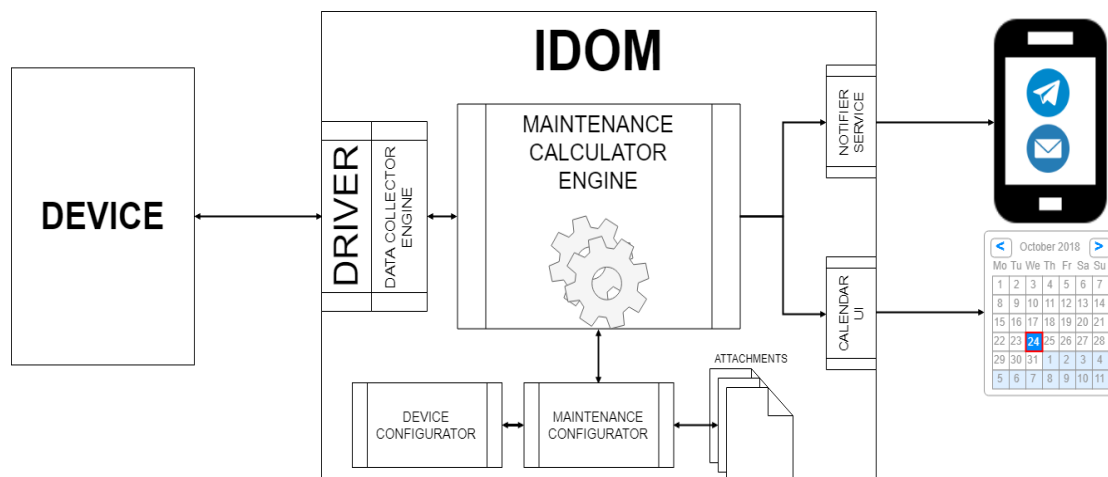 IDOM
DEVICE
DRIVER
DATA COLLECTOR
ENGINE
MAINTENANCE
CALCULATOR
ENGINE
NOTIFIER
SERVICE
CALENDAR
UI
DEVICE
CONFIGURATOR
MAINTENANCE
CONFIGURATOR
ATTACHMENTS
< October 2018 >
Mo Tu We Th Fr Sa Su
1 2 3 4 5 6 7
8 9 10 11 12 13 14
15 16 17 18 19 20 21
22 23 24 25 26 27 28
29 30 31 1 2 3 4
5 6 7 8 9 10 11